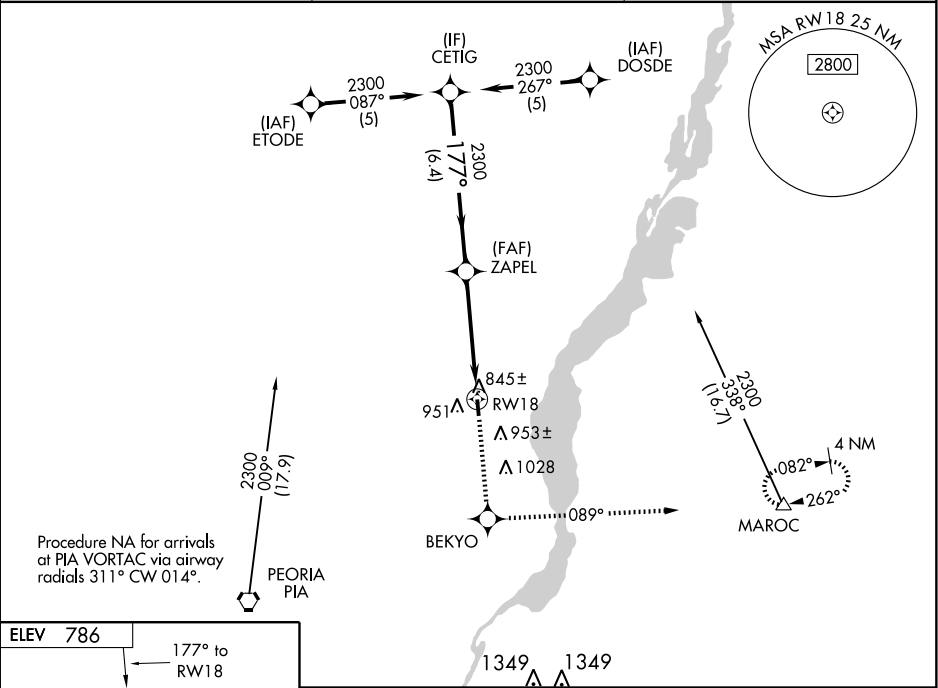 MSA RW18 25 NM
2800
(IF)
CETIG
(IAF)
DOSDE
2300
087°
(5)
2300
267°
(5)
(IAF)
ETODE
2300
177°
(6.4)
(FAF)
ZAPEL
845±
951
RW18
953±
1028
2300
338°
(16.7)
2300
009°
(17.9)
4 NM
082°
262°
MAROC
089°
BEKYO
Procedure NA for arrivals
at PIA VORTAC via airway
radials 311° CW 014°.
PEORIA
PIA
ELEV 786
177° to
RW18
1349
1349